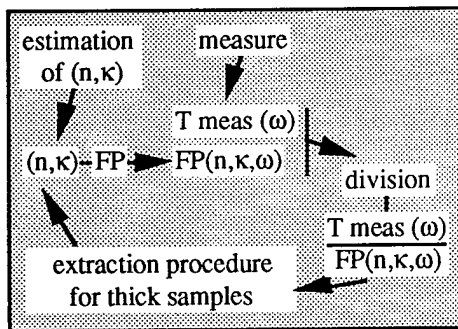 estimation
of (n,κ)
measure
T meas (ω)
(n,κ) FP FP(n,κ,ω)
division
T meas (ω)
FP(n,κ,ω)
extraction procedure
for thick samples